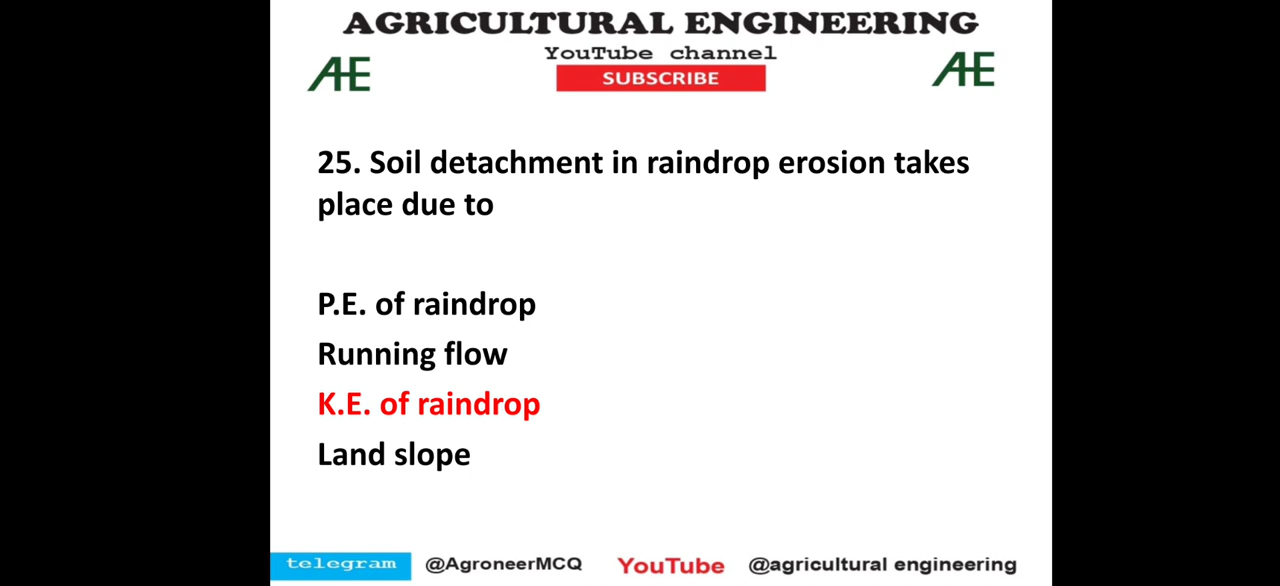 AGRICULTURAL ENGINEERING
YouTube channel
AE SUBSCRIBE AE
25. Soil detachment in raindrop erosion takes
place due to
P.E. of raindrop
Running flow
K.E. of raindrop
Land slope
telegram @AgroneerMCQ YouTube @agricultural engineering